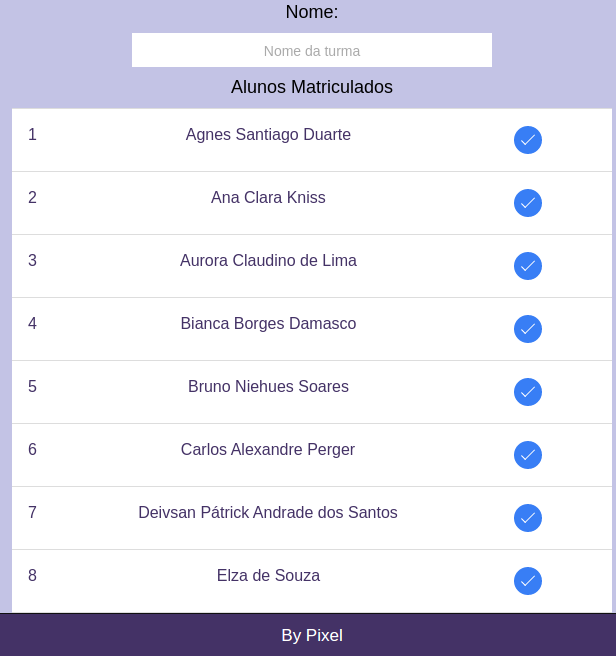 Nome:
Nome da turma
Alunos Matriculados
1 Agnes Santiago Duarte
2 Ana Clara Kniss
3 Aurora Claudino de Lima
4 Bianca Borges Damasco
5 Bruno Niehues Soares
6 Carlos Alexandre Perger
7 Deivsan Pátrick Andrade dos Santos
8 Elza de Souza
By Pixel